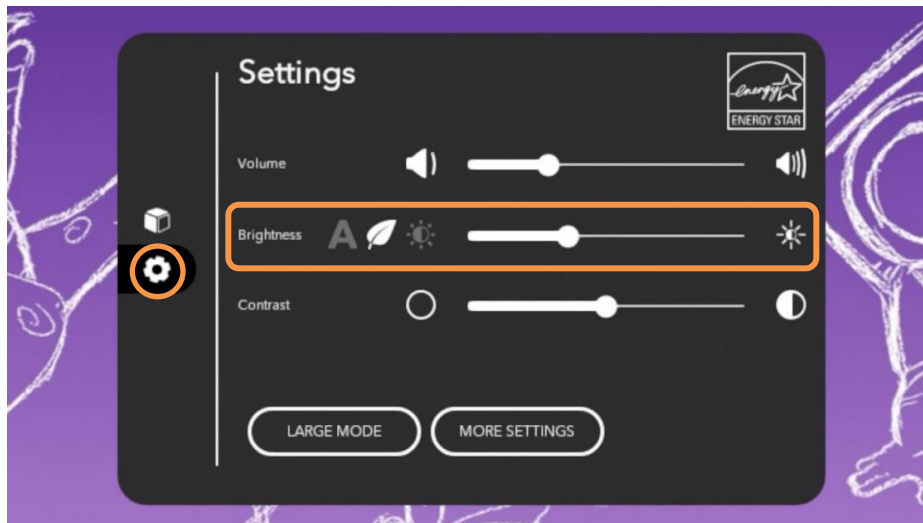 Settings
energy
ENERGY STAR
Volume
Brightness A
Contrast
LARGE MODE
MORE SETTINGS